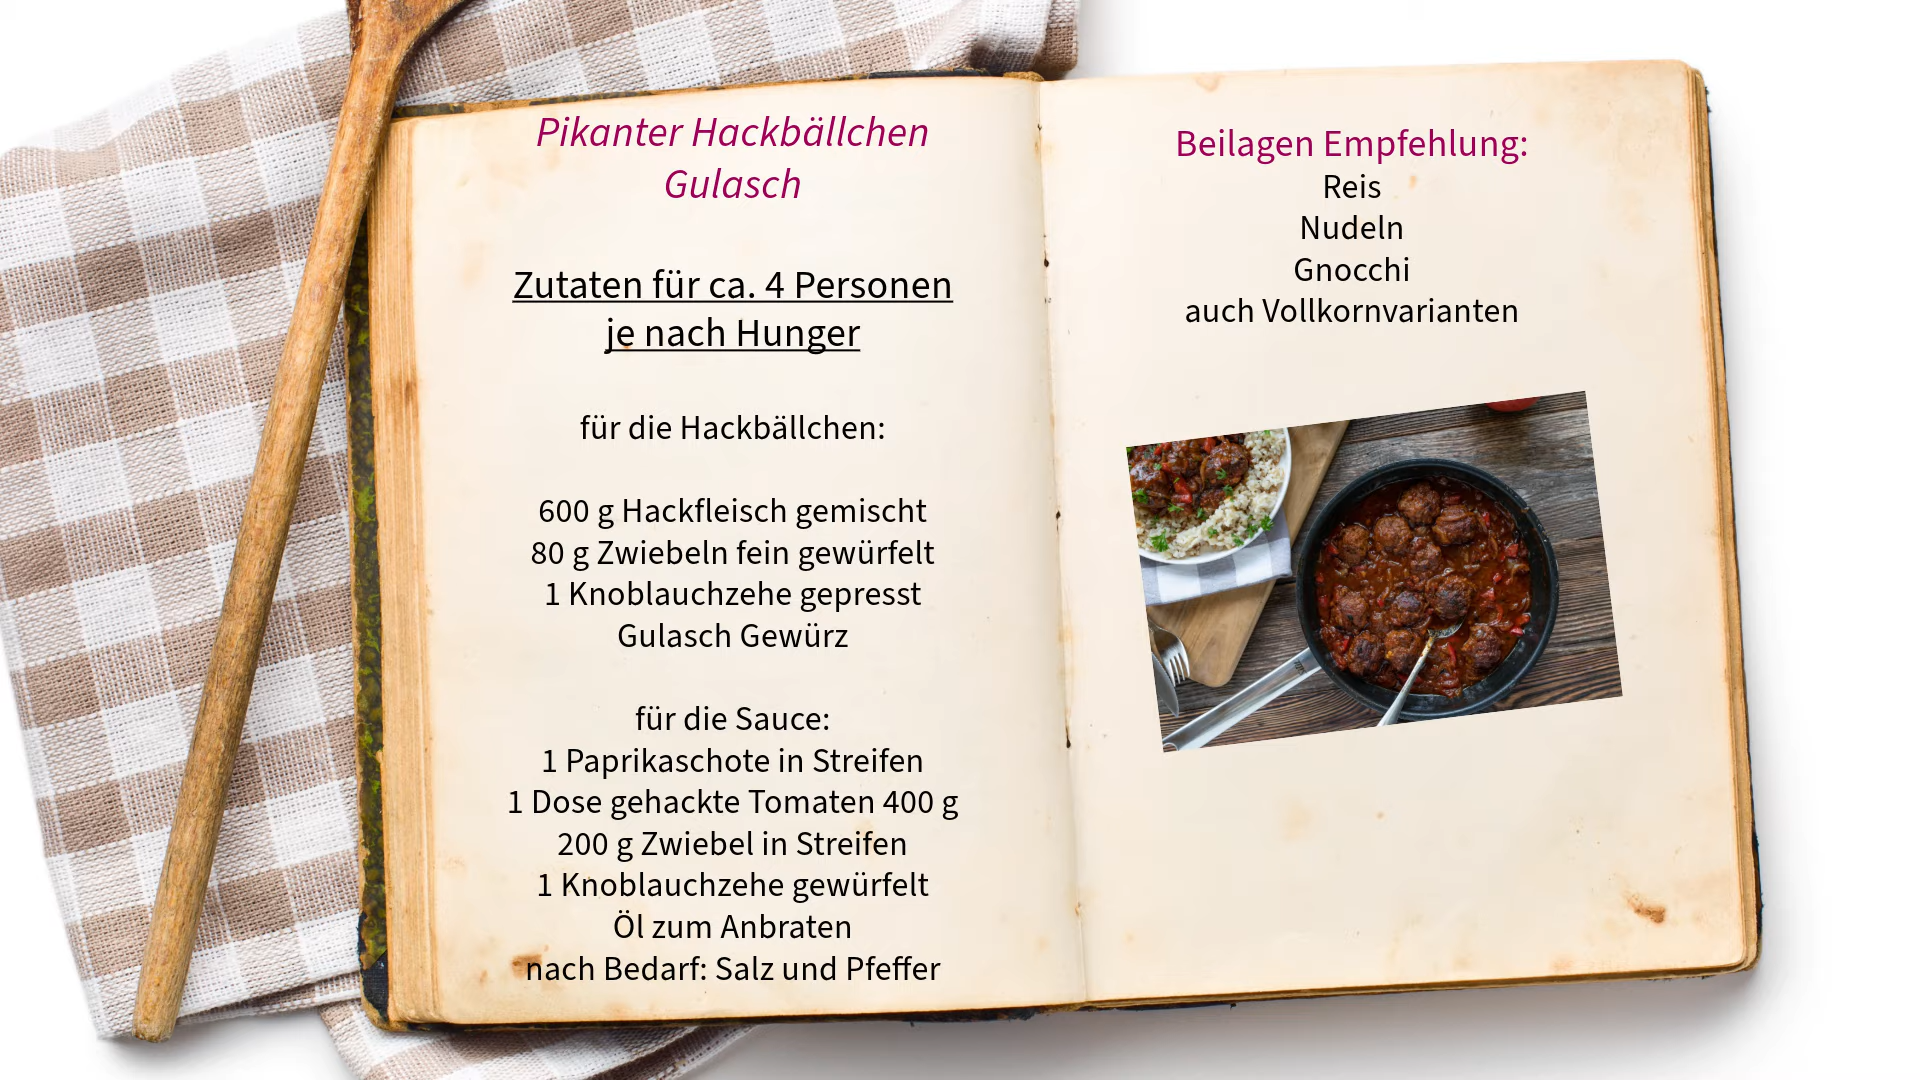 Pikanter Hackbällchen
Gulasch
Zutaten für ca. 4 Personen
je nach Hunger
für die Hackbällchen:
600 g Hackfleisch gemischt
80 g Zwiebeln fein gewürfelt
1 Knoblauchzehe gepresst
Gulasch Gewürz
für die Sauce:
1 Paprikaschote in Streifen
1 Dose gehackte Tomaten 400 g
200 g Zwiebel in Streifen
1 Knoblauchzehe gewürfelt
Öl zum Anbraten
nach Bedarf: Salz und Pfeffer
Beilagen Empfehlung:
Reis
Nudeln
Gnocchi
auch Vollkornvarianten